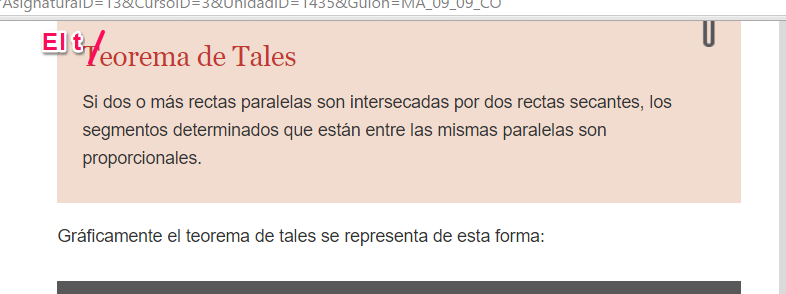 rAsignaturaID=13&CursoID=3&UnidadID=1435&Guion=MA_09_09_CO
El t
Teorema de Tales
Si dos o más rectas paralelas son intersecadas por dos rectas secantes, los
segmentos determinados que están entre las mismas paralelas son
proporcionales.
Gráficamente el teorema de tales se representa de esta forma: